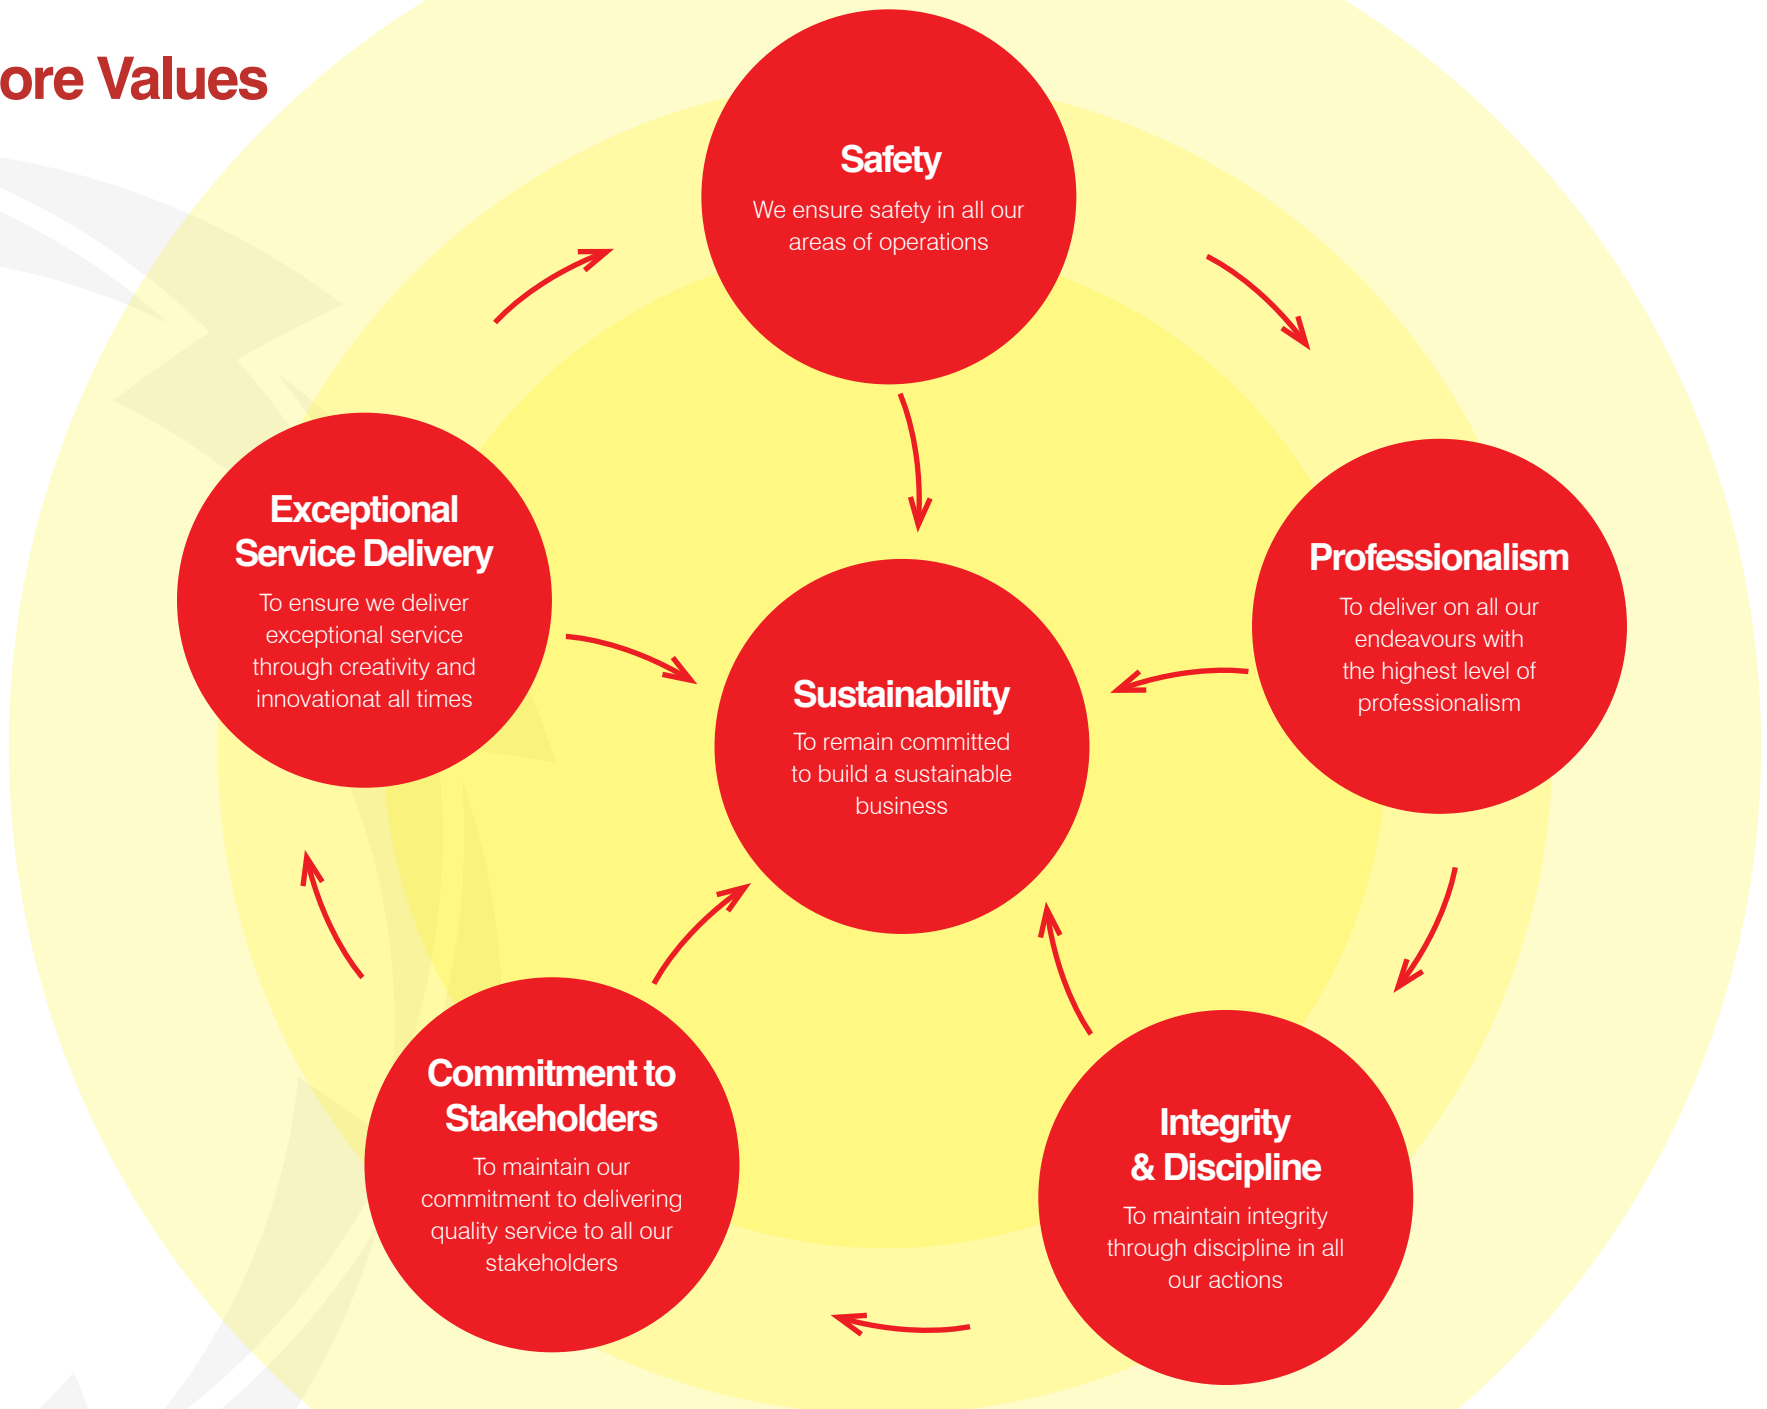 ore Values
Safety
We ensure safety in all our
areas of operations
Exceptional
Service Delivery
To ensure we deliver
exceptional service
through creativity and
innovationat all times
Professionalism
To deliver on all our
endeavours with
the highest level of
professionalism
Sustainability
To remain committed
to build a sustainable
business
Commitment to
Stakeholders
To maintain our
commitment to delivering
quality service to all our
stakeholders
Integrity
& Discipline
To maintain integrity
through discipline in all
our actions